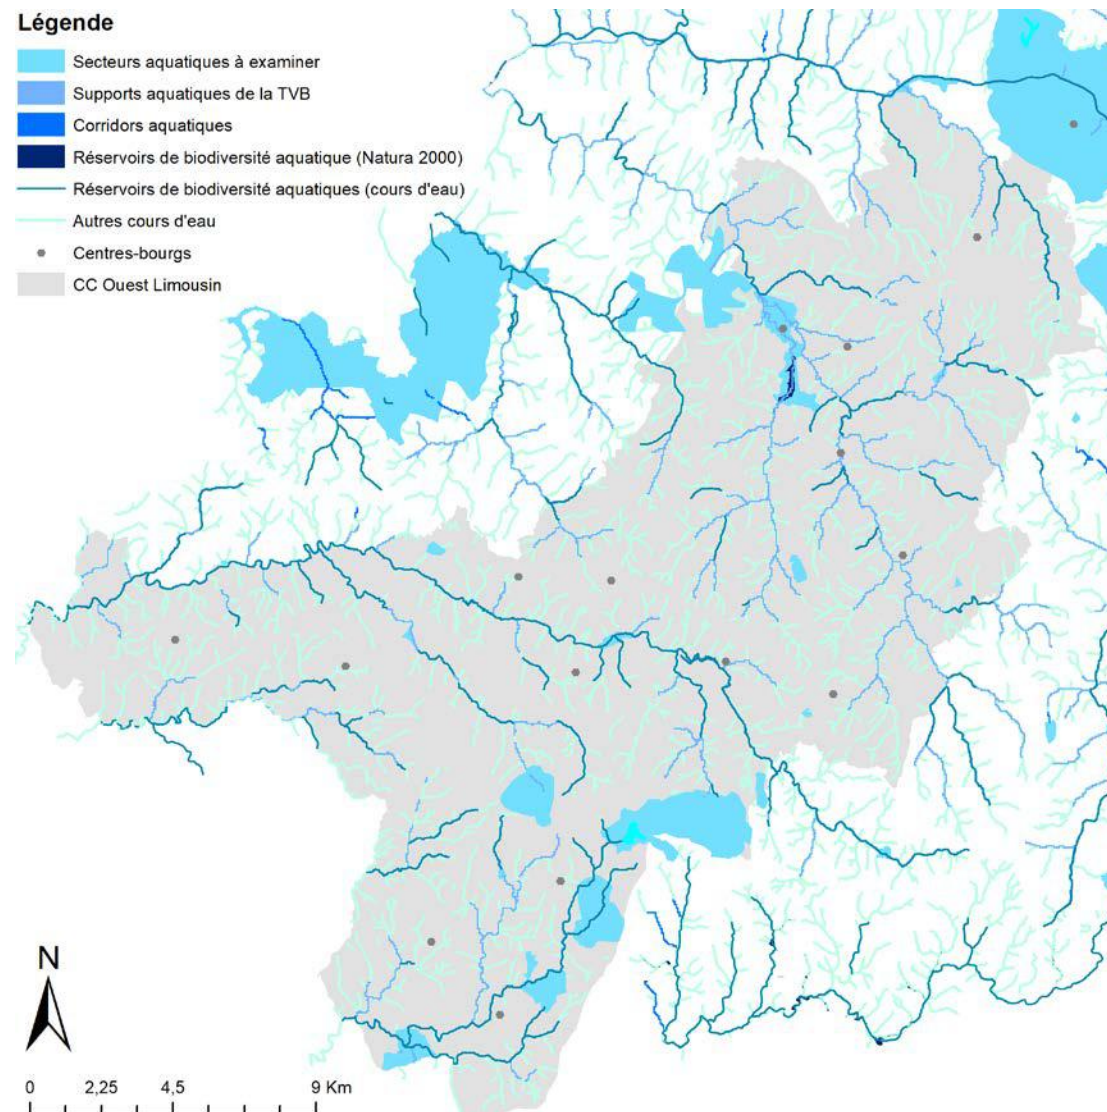 Légende
Secteurs aquatiques à examiner
Supports aquatiques de la TVB
Corridors aquatiques
Réservoirs de biodiversité aquatique (Natura 2000)
Réservoirs de biodiversité aquatiques (cours d'eau)
Autres cours d'eau
Centres-bourgs
CC Ouest Limousin
N
0 2,25 4,5 9 Km